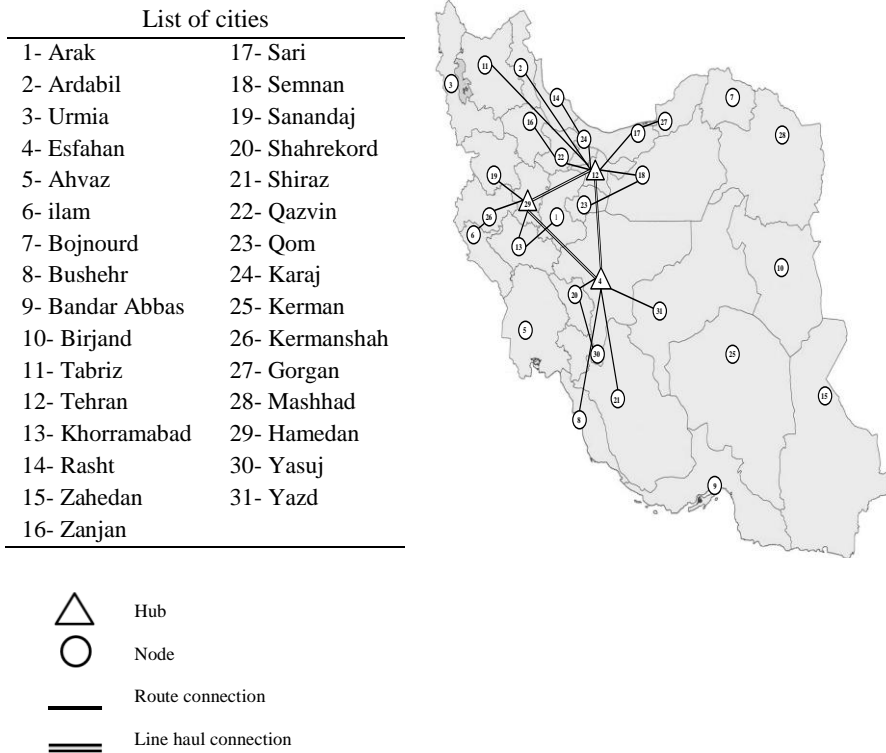 List of cities
1- Arak 17- Sari
2- Ardabil 18- Semnan
3- Urmia 19- Sanandaj
4- Esfahan 20- Shahrekord
5- Ahvaz 21- Shiraz
6- ilam 22- Qazvin
7- Bojnourd 23- Qom
8- Bushehr 24- Karaj
9- Bandar Abbas 25- Kerman
10- Birjand 26- Kermanshah
11- Tabriz 27- Gorgan
12- Tehran 28- Mashhad
13- Khorramabad 29- Hamedan
14- Rasht 30- Yasuj
15- Zahedan 31- Yazd
16- Zanjan
Hub
Node
Route connection
Line haul connection
11
2
3
14
7
27
16
17
28
24
22
12
19
18
29
23
26
1
6
13
10
4
20
31
5
30
25
21
15
8
9